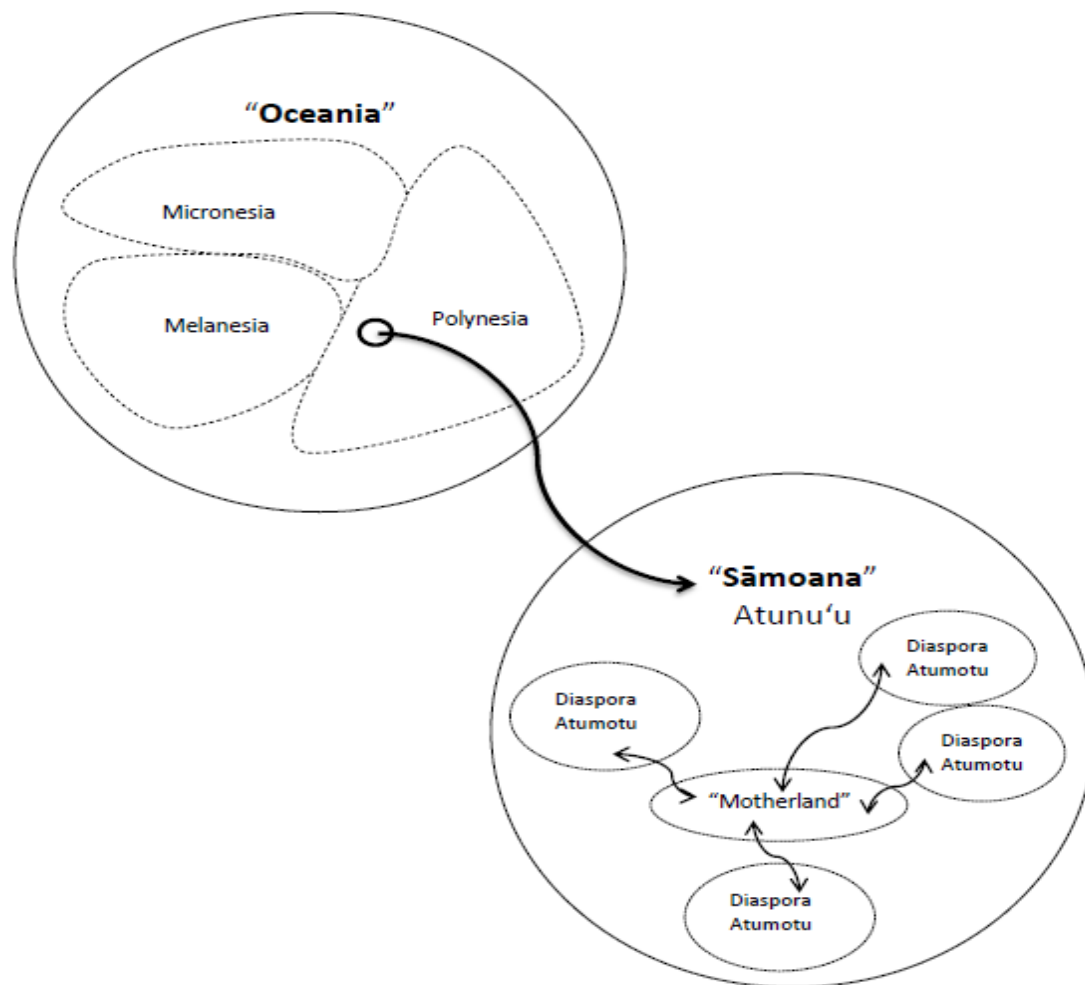 “Oceania”
Micronesia
Melanesia
Polynesia
“Sāmoana”
Atunu‘u
Diaspora
Atumotu
Diaspora
Atumotu
Diaspora
Atumotu
“Motherland”
Diaspora
Atumotu